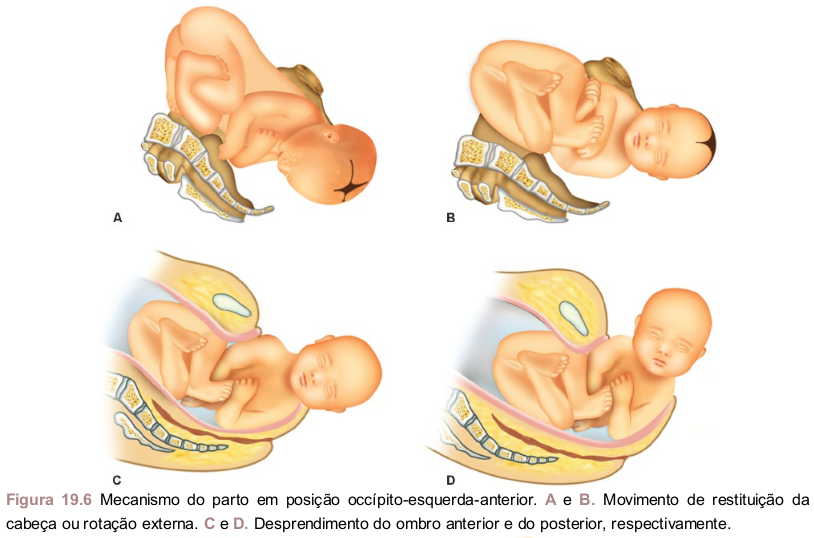 A
B
C
D
Figura 19.6 Mecanismo do parto em posição occípito-esquerda-anterior. A e B. Movimento de restituição da
cabeça ou rotação externa. C e D. Desprendimento do ombro anterior e do posterior, respectivamente.